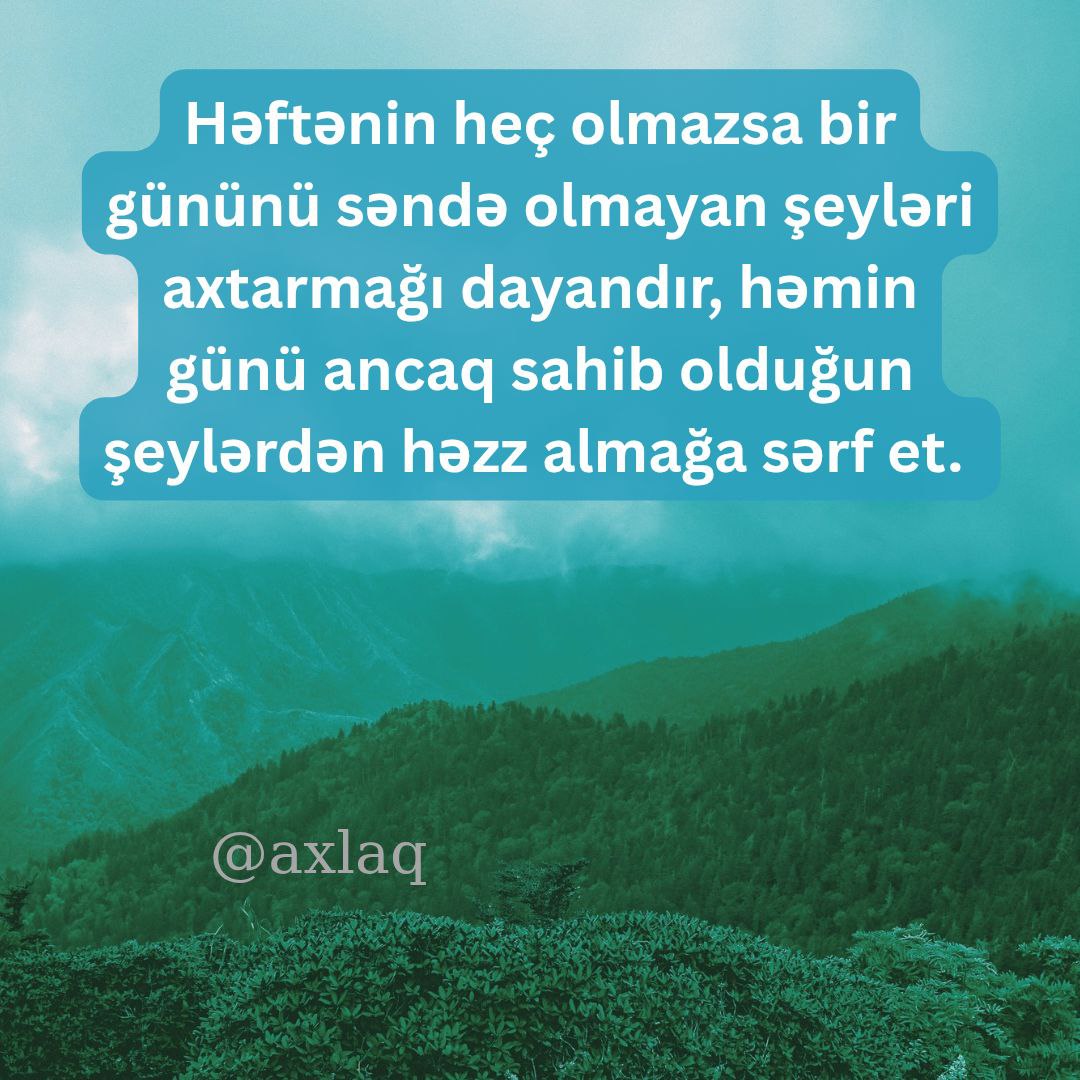 Həftənin heç olmazsa bir
gününü səndə olmayan şeyləri
axtarmağı dayandır, həmin
günü ancaq sahib olduğun
şeylərdən həzz almağa sərf et.
@axlaq